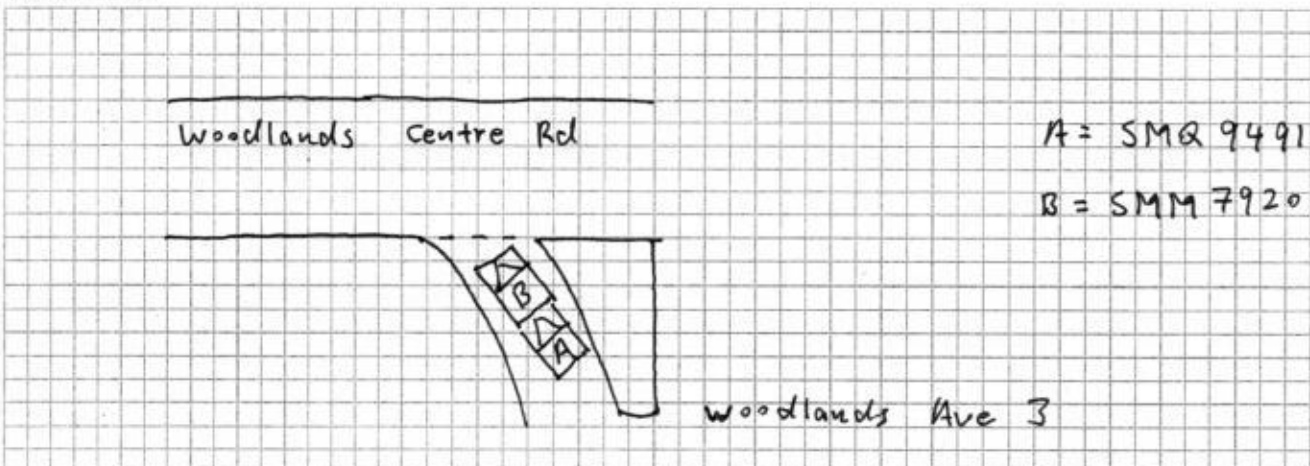 Woodlands Centre Rd
A = SMQ 9491
B = SMM 7920
B
A
Woodlands Ave 3